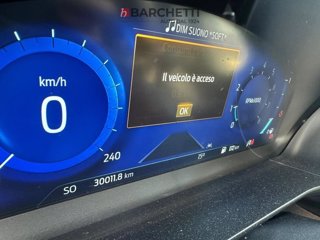 BARCHETTI
DIM SUONO "SOFT"
km/h
Il veicolo è acceso
0
OK
240
SO
30011.8 km